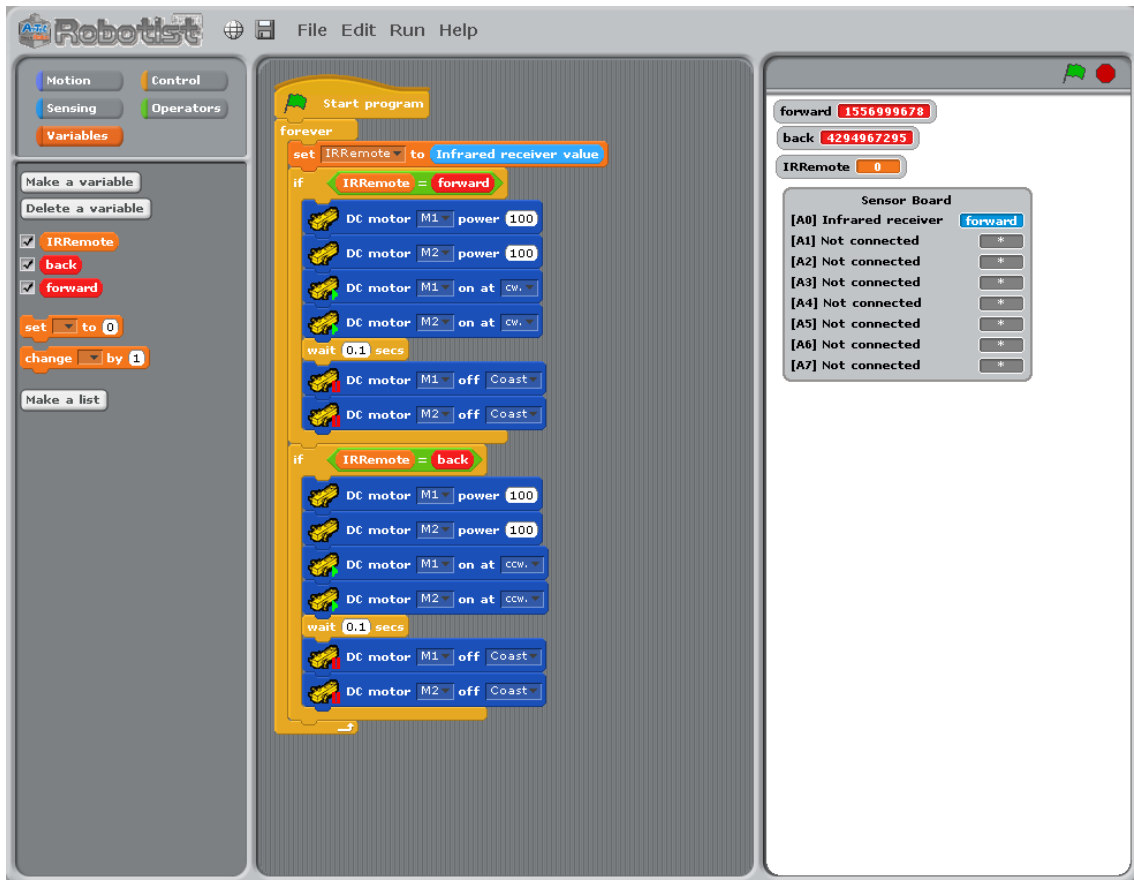 A.T.C Robotist File Edit Run Help
Motion Control
Sensing Operators
Variables
Make a variable
Delete a variable
IRRemote
back
forward
set to 0
change by 1
Make a list
Start program
forever
set IRRemote to Infrared receiver value
if IRRemote = forward
DC motor M1 power 100
DC motor M2 power 100
DC motor M1 on at cw.
DC motor M2 on at cw.
wait 0.1 secs
DC motor M1 off Coast
DC motor M2 off Coast
if IRRemote = back
DC motor M1 power 100
DC motor M2 power 100
DC motor M1 on at ccw.
DC motor M2 on at ccw.
wait 0.1 secs
DC motor M1 off Coast
DC motor M2 off Coast
forward 1556999678
back 4294967295
IRRemote 0
Sensor Board
[A0] Infrared receiver forward
[A1] Not connected *
[A2] Not connected *
[A3] Not connected *
[A4] Not connected *
[A5] Not connected *
[A6] Not connected *
[A7] Not connected *